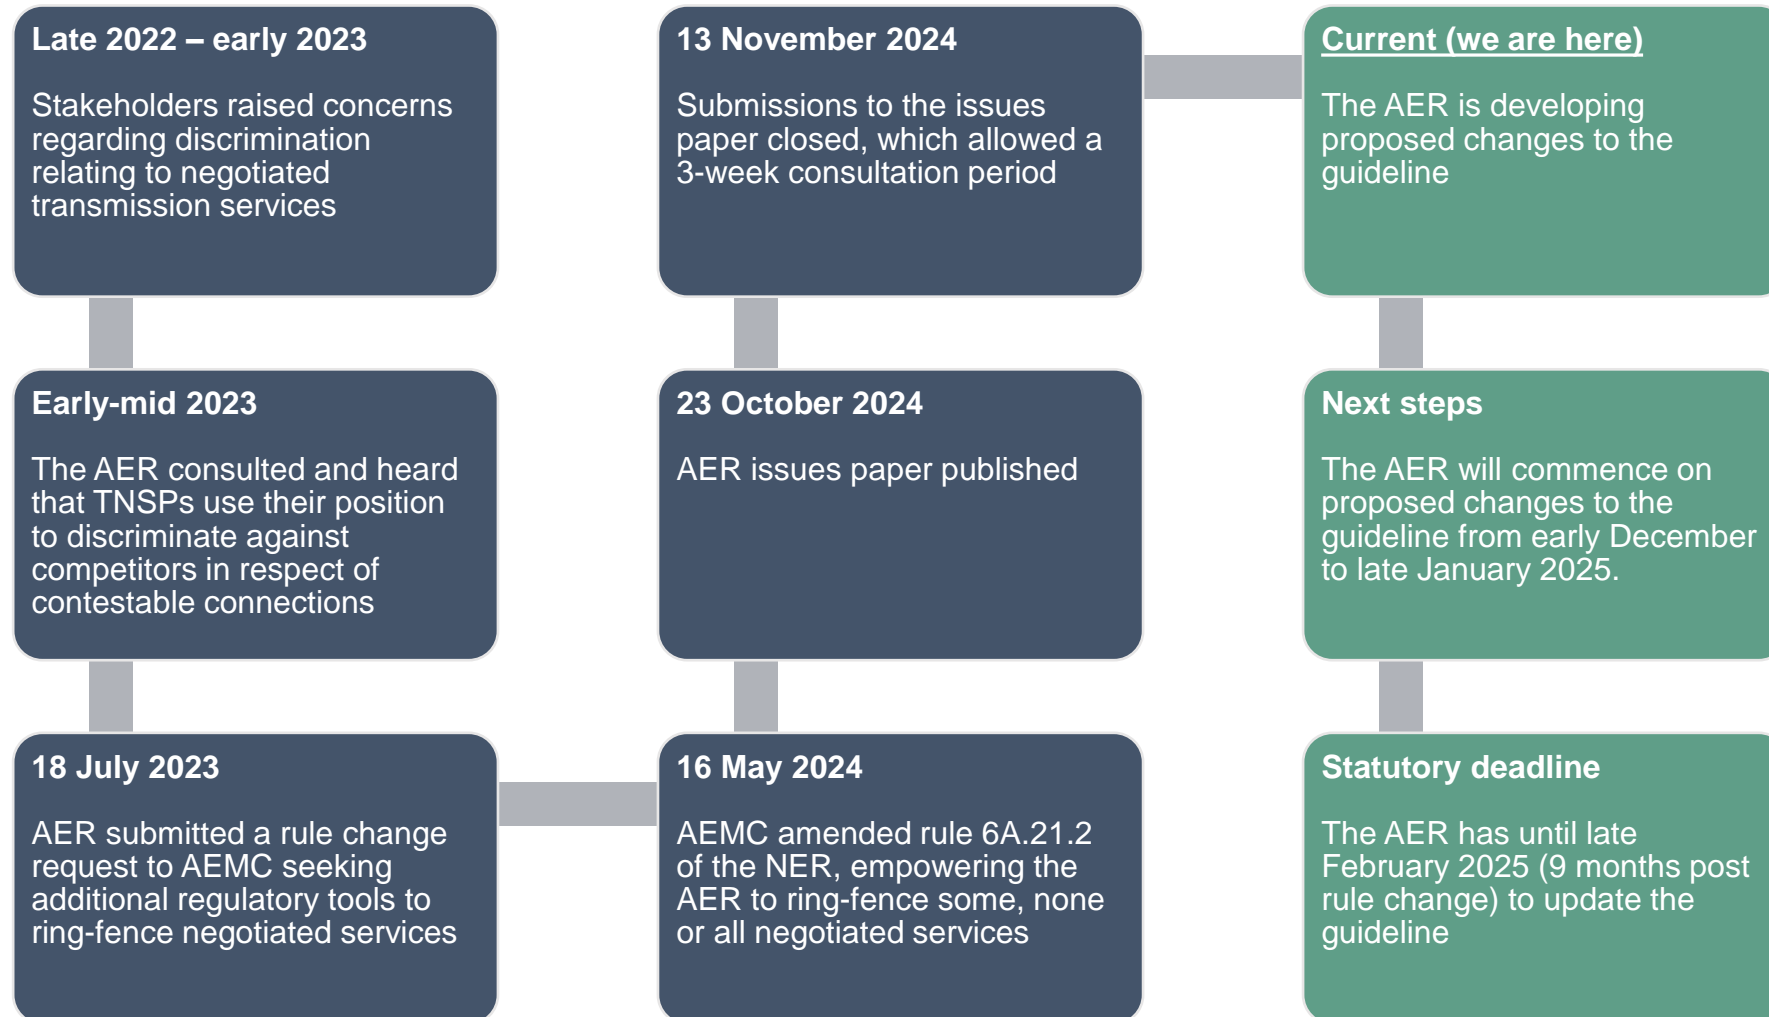 Late 2022 – early 2023
Stakeholders raised concerns
regarding discrimination
relating to negotiated
transmission services
Early-mid 2023
The AER consulted and heard
that TNSPs use their position
to discriminate against
competitors in respect of
contestable connections
18 July 2023
AER submitted a rule change
request to AEMC seeking
additional regulatory tools to
ring-fence negotiated services
16 May 2024
AEMC amended rule 6A.21.2
of the NER, empowering the
AER to ring-fence some, none
or all negotiated services
23 October 2024
AER issues paper published
13 November 2024
Submissions to the issues
paper closed, which allowed a
3-week consultation period
Current (we are here)
The AER is developing
proposed changes to the
guideline
Next steps
The AER will commence on
proposed changes to the
guideline from early December
to late January 2025.
Statutory deadline
The AER has until late
February 2025 (9 months post
rule change) to update the
guideline